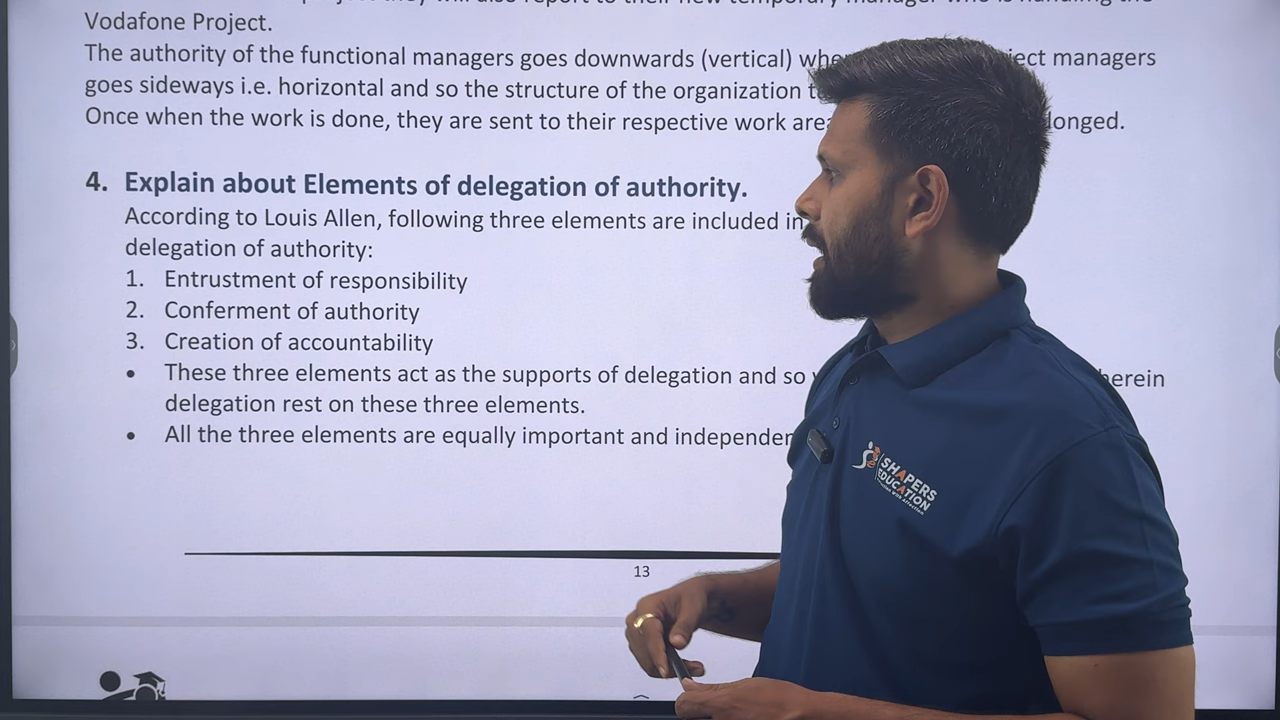 Vodafone Project.
The authority of the functional managers goes downwards (vertical) ject managers
goes sideways i.e. horizontal and so the structure of the organization
Once when the work is done, they are sent to their respective work longed.
4. Explain about Elements of delegation of authority.
According to Louis Allen, following three elements are included in
delegation of authority:
1. Entrustment of responsibility
2. Conferment of authority
3. Creation of accountability
• These three elements act as the supports of delegation and so herein
delegation rest on these three elements.
• All the three elements are equally important and
13
SHAPERS
EDUCATION